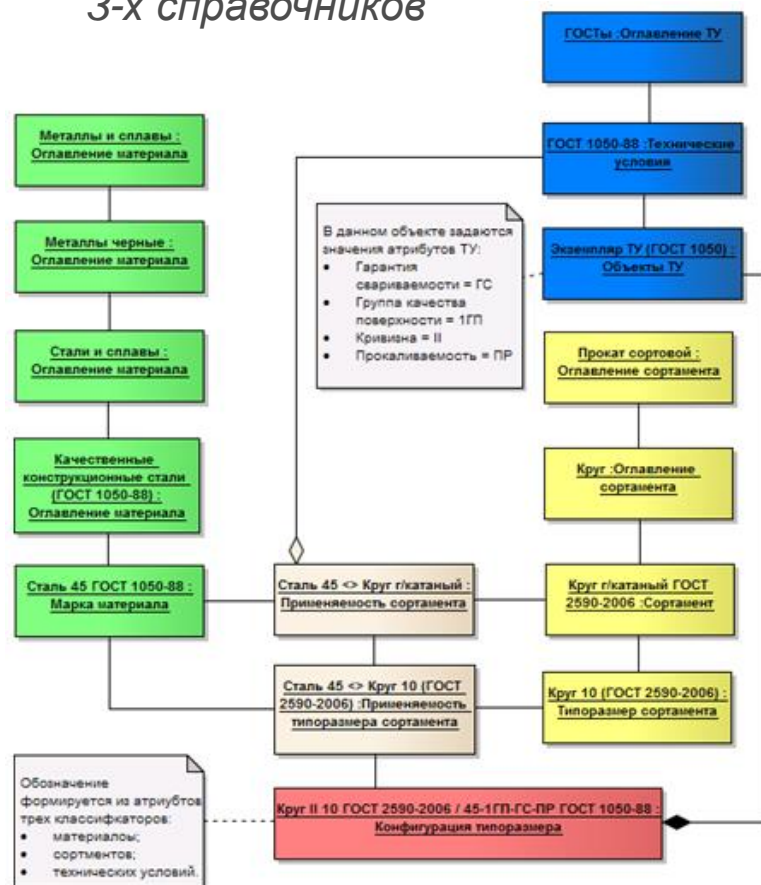 3-х справочников
ГОСТы :Оглавление ТУ
Металлы и сплавы :
Оглавление материала
ГОСТ 1050-88 :Технические
условия
В данном объекте задаются
значения атрибутов ТУ:
• Гарантия
свариваемости = ГС
• Группа качества
поверхности = 1ГП
• Кривизна = II
• Прокаливаемость = ПР
Металлы черные :
Оглавление материала
Экземпляр ТУ (ГОСТ 1050) :
Объекты ТУ
Стали и сплавы :
Оглавление материала
Прокат сортовой :
Оглавление сортамента
Качественные
конструкционные стали
(ГОСТ 1050-88) :
Оглавление материала
Круг :Оглавление
сортамента
Сталь 45 ГОСТ 1050-88 :
Марка материала
Сталь 45 <> Круг г/катаный :
Применяемость сортамента
Круг г/катаный ГОСТ
2590-2006 :Сортамент
Сталь 45 <> Круг 10 (ГОСТ
2590-2006) :Применяемость
типоразмера сортамента
Круг 10 (ГОСТ 2590-2006) :
Типоразмер сортамента
Обозначение
формируется из атриубтов
трех классифкаторов:
• материалоы;
• сортментов;
• технических условий.
Круг II 10 ГОСТ 2590-2006 / 45-1ГП-ГС-ПР ГОСТ 1050-88 :
Конфигурация типоразмера